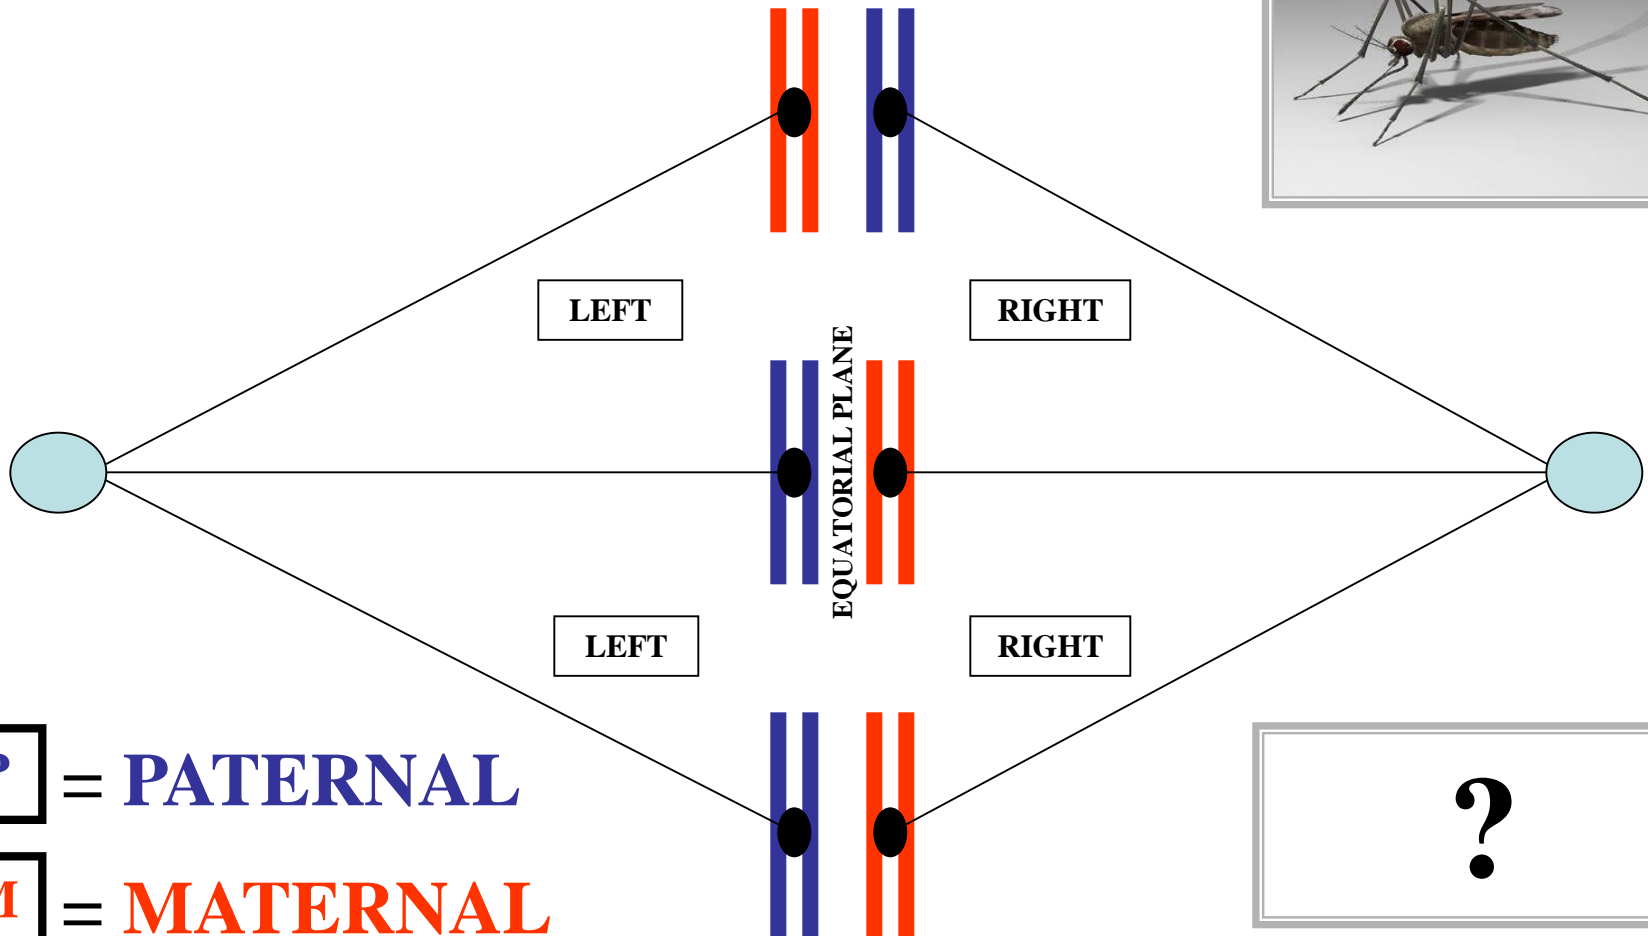 LEFT
RIGHT
EQUATORIAL PLANE
LEFT
RIGHT
P = PATERNAL
M = MATERNAL
?